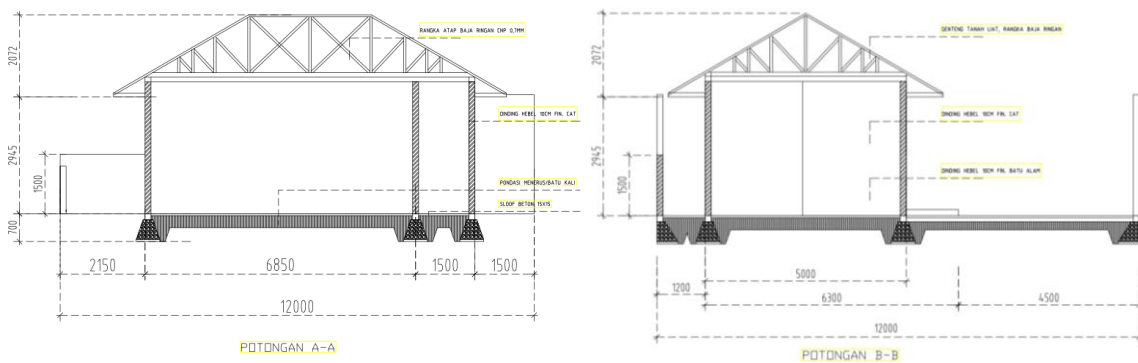 RANGKA ATAP BAJA RINGAN CNP 0,7MM
2072
DINDING HEBEL 10CM FIN. CAT
2945
1500
PONDASI MENERUS/BATU KALI
SLOOF BETON 15X15
700
2150
6850
1500
1500
12000
POTONGAN A-A
GENTENG TANAH LIAT, RANGKA BAJA RINGAN
2072
DINDING HEBEL 10CM FIN. CAT
2945
DINDING HEBEL 10CM FIN. BATU ALAM
1500
5000
1200
6300
4500
12000
POTONGAN B-B